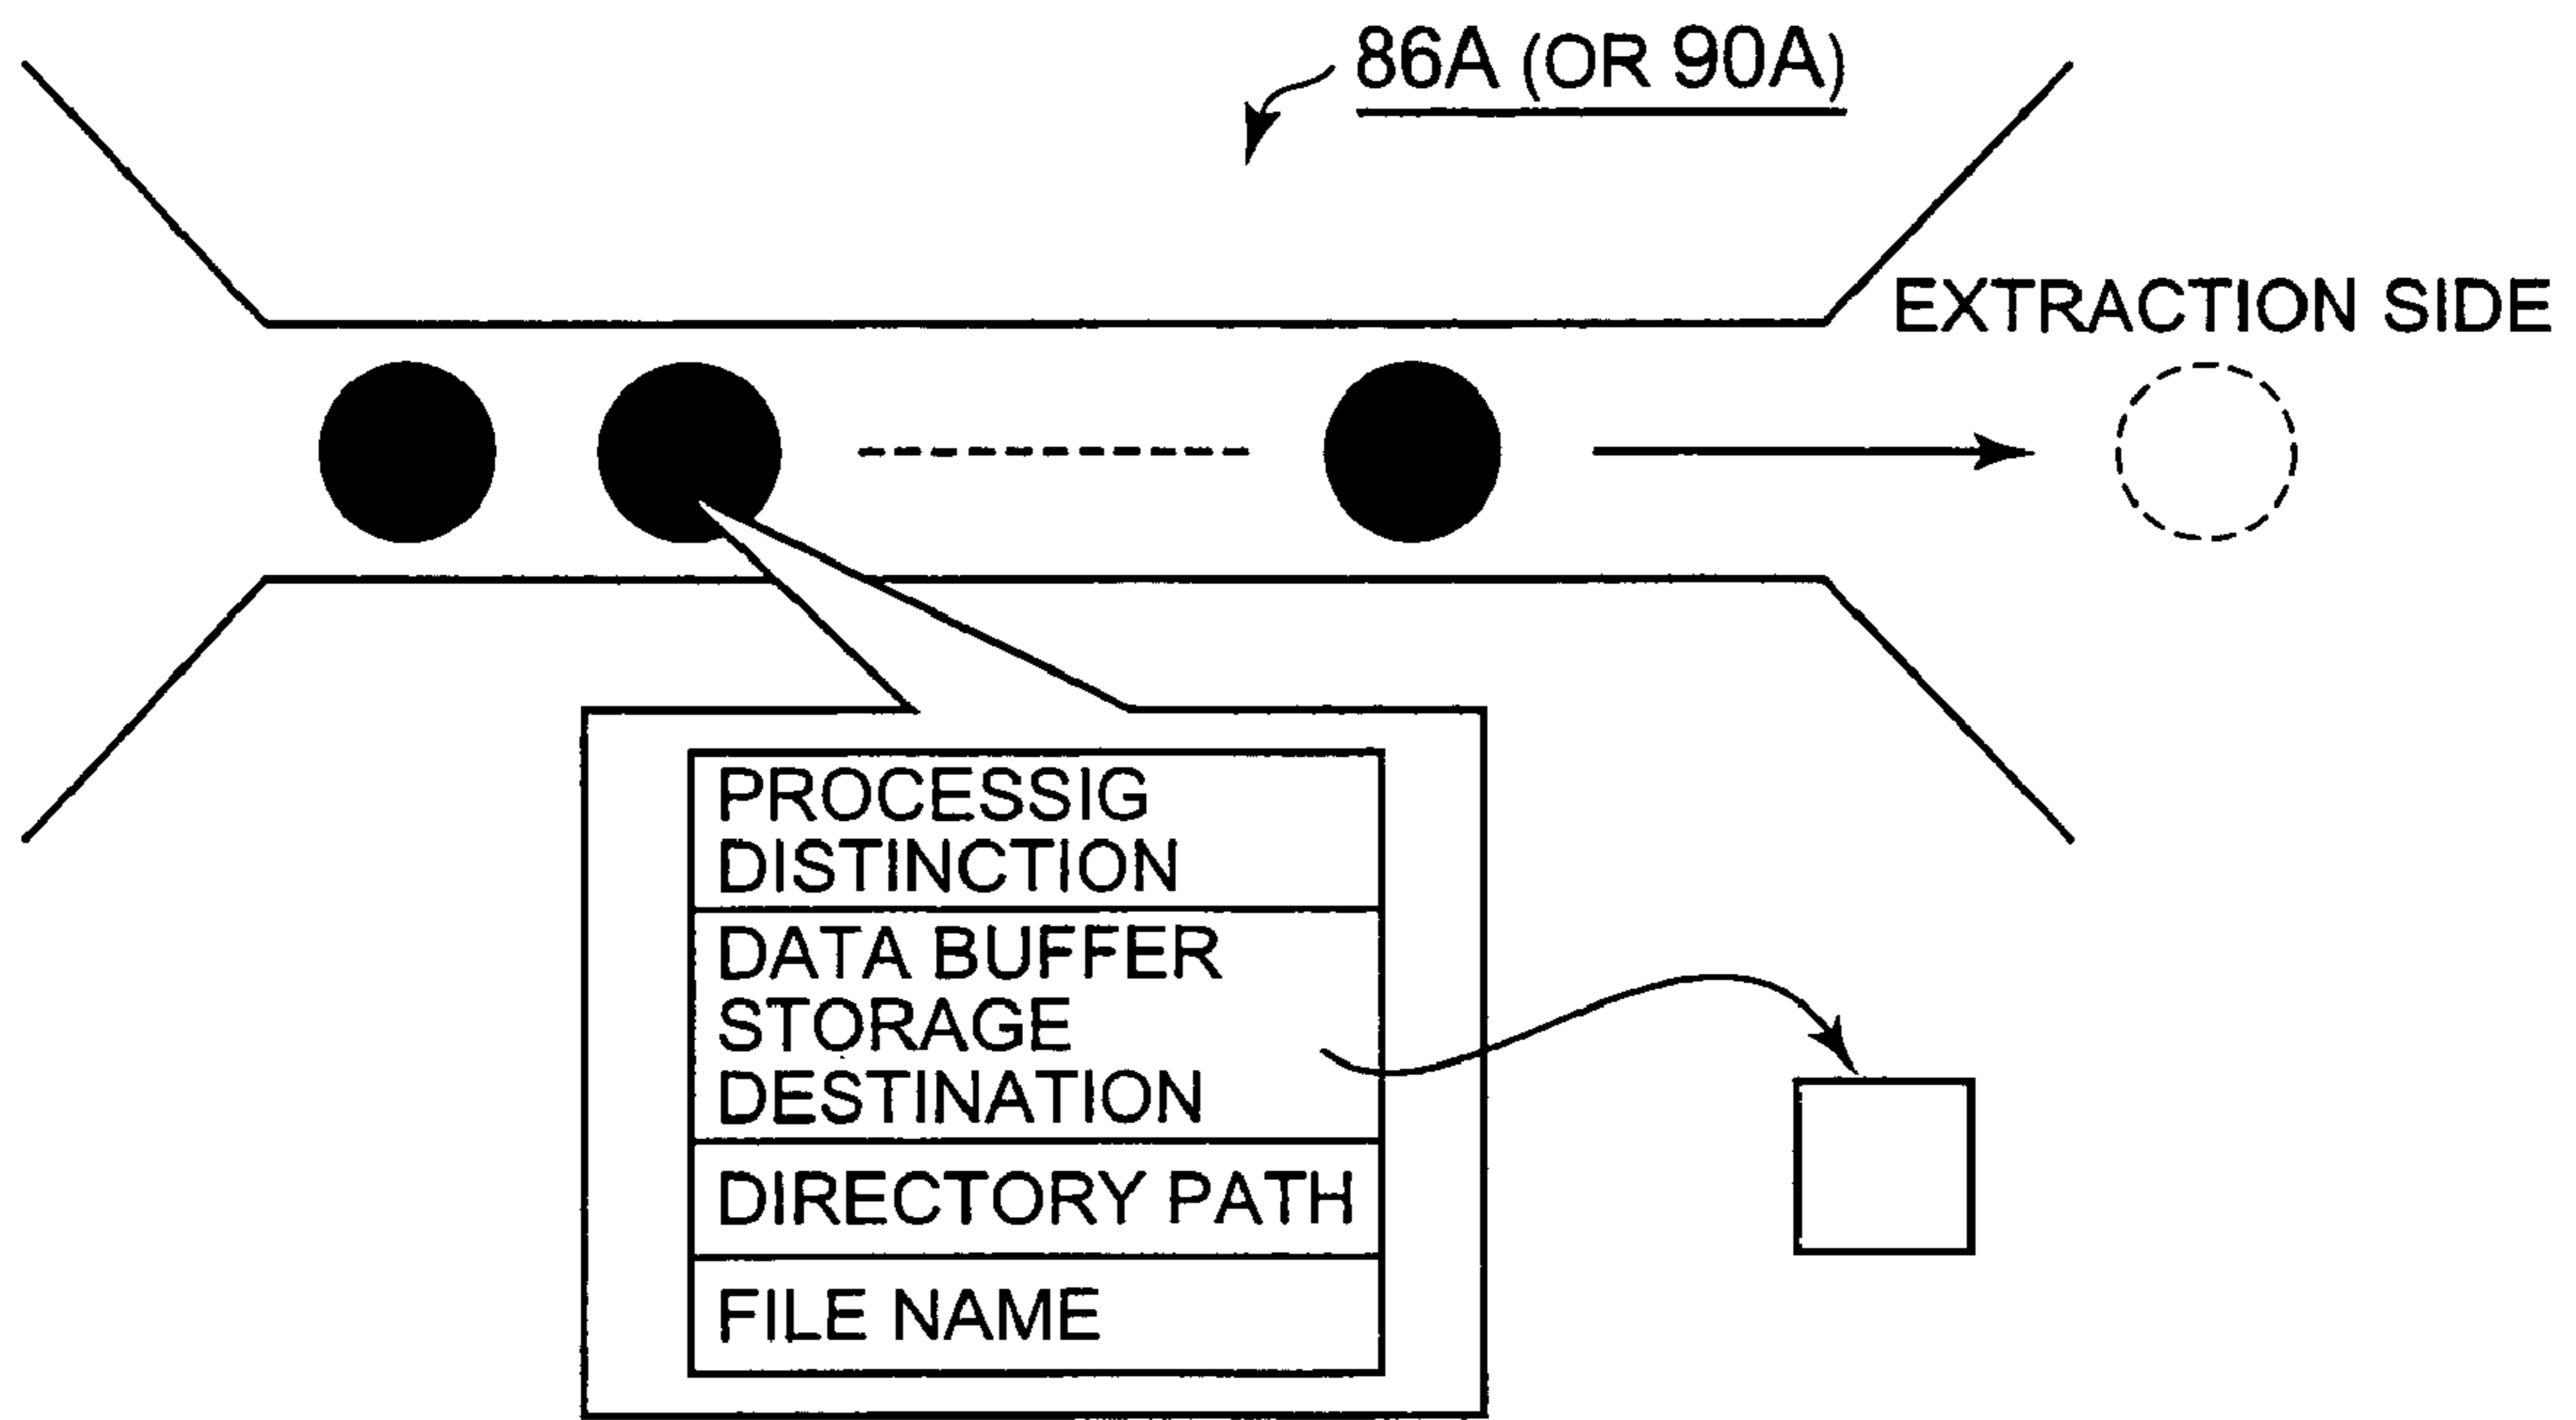 86A (OR 90A)
EXTRACTION SIDE
PROCESSIG
DISTINCTION
DATA BUFFER
STORAGE
DESTINATION
DIRECTORY PATH
FILE NAME